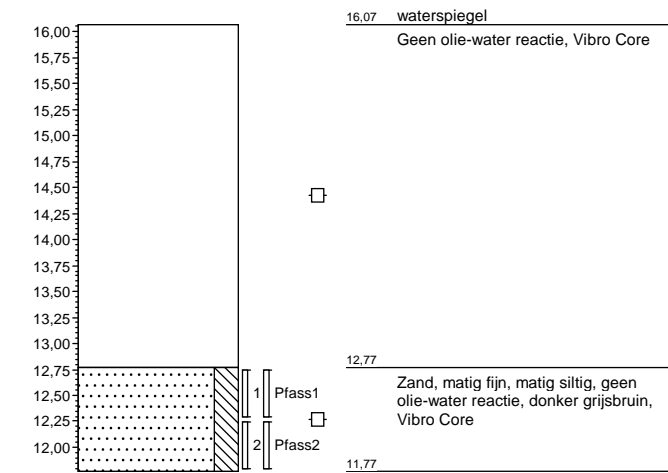 16,07 waterspiegel
Geen olie-water reactie, Vibro Core
16,00
15,75
15,50
15,25
15,00
14,75
14,50
14,25
14,00
13,75
13,50
13,25
13,00
12,75
12,50
12,25
12,00
12,77
Zand, matig fijn, matig siltig, geen
olie-water reactie, donker grijsbruin,
Vibro Core
1 Pfass1
2 Pfass2
11,77